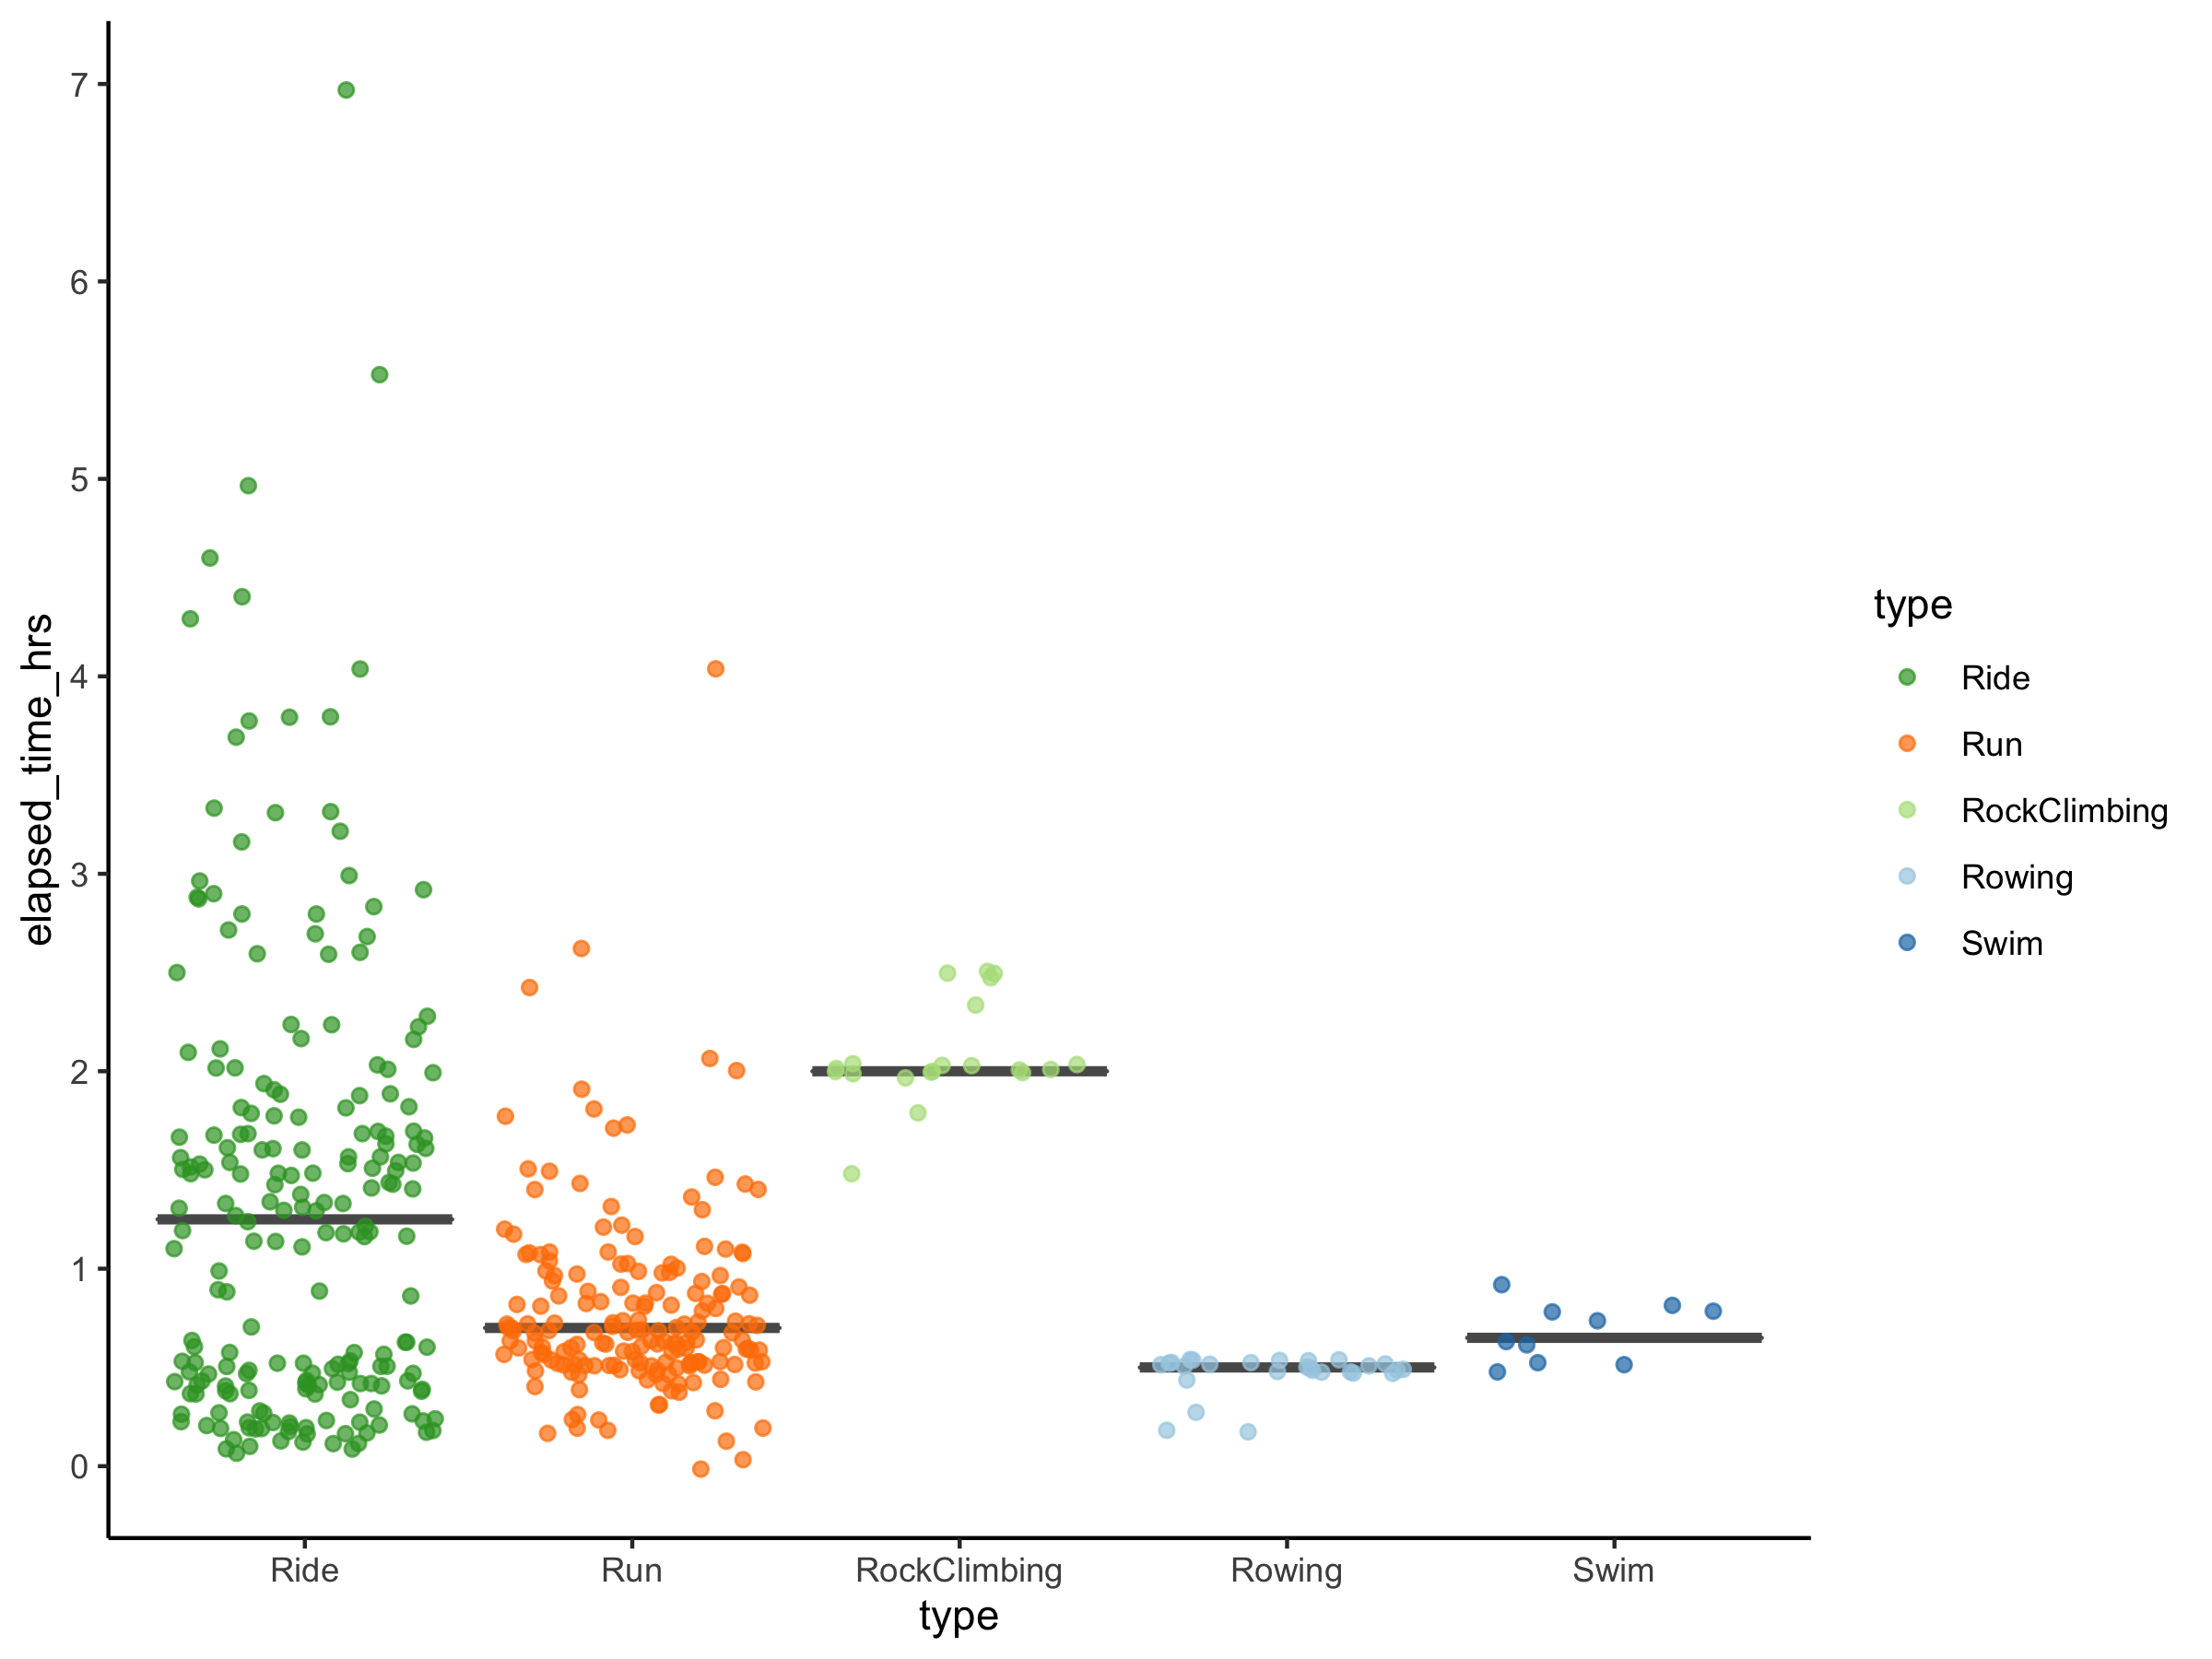 elapsed_time_hrs
7
6
5
4
3
2
1
0
Ride
Run
RockClimbing
Rowing
Swim
type
type
Ride
Run
RockClimbing
Rowing
Swim